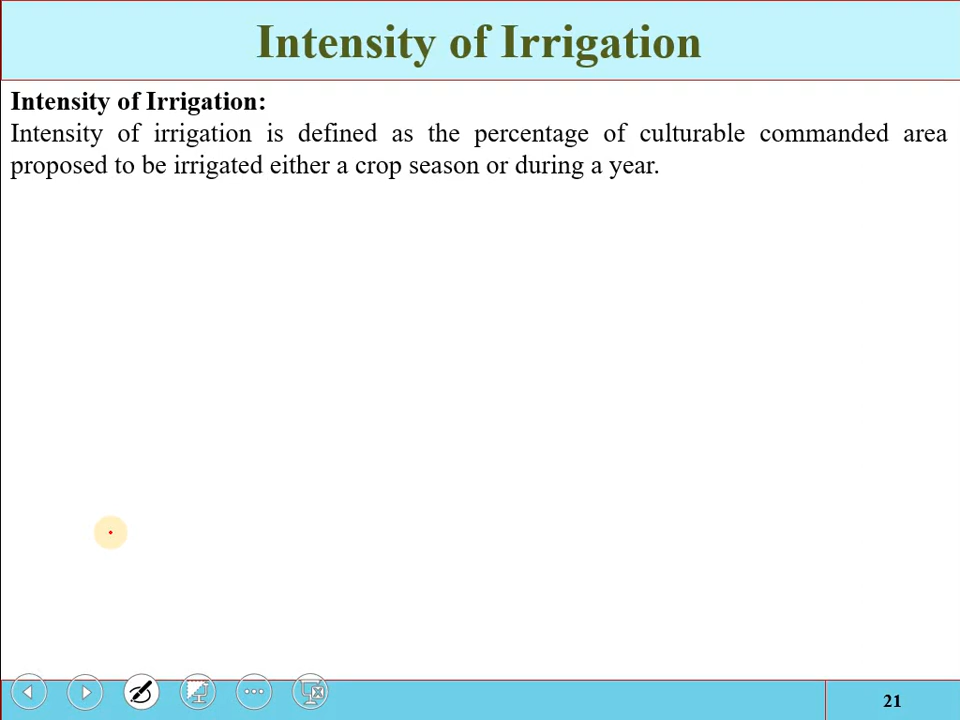 Intensity of Irrigation
Intensity of Irrigation:
Intensity of irrigation is defined as the percentage of culturable commanded area
proposed to be irrigated either a crop season or during a year.
21